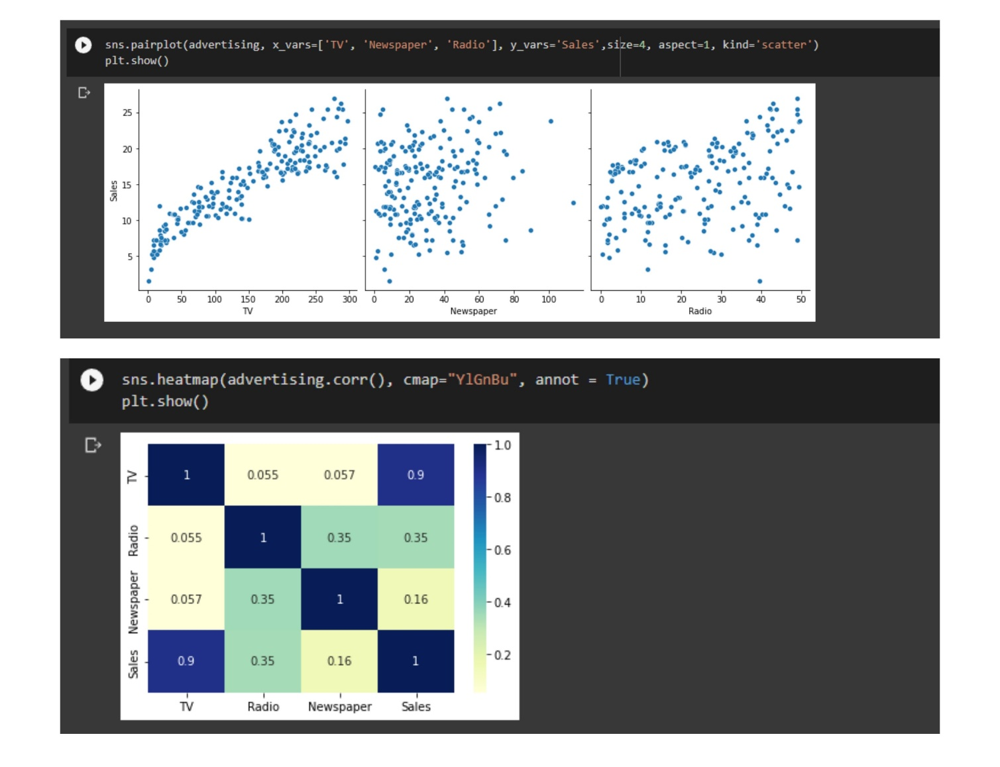 sns.pairplot(advertising, x_vars=['TV', 'Newspaper', 'Radio'], y_vars='Sales',size=4, aspect=1, kind='scatter')
plt.show()
Sales
25
20
15
10
5
0 50 100 150 200 250 300
TV
0 20 40 60 80 100
Newspaper
0 10 20 30 40 50
Radio
sns.heatmap(advertising.corr(), cmap="YlGnBu", annot = True)
plt.show()
TV 1 0.055 0.057 0.9
Radio 0.055 1 0.35 0.35
Newspaper 0.057 0.35 1 0.16
Sales 0.9 0.35 0.16 1
TV Radio Newspaper Sales
1.0
0.8
0.6
0.4
0.2